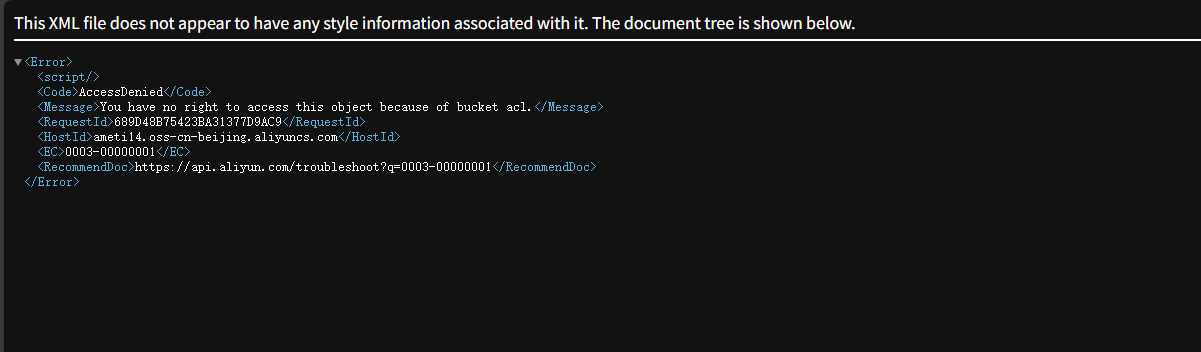 This XML file does not appear to have any style information associated with it. The document tree is shown below.
<Error>
<script/>
<Code>AccessDenied</Code>
<Message>You have no right to access this object because of bucket acl.</Message>
<RequestId>689D48B75423BA31377D9AC9</RequestId>
<HostId>ameti14.oss-cn-beijing.aliyuncs.com</HostId>
<EC>0003-00000001</EC>
<RecommendDoc>https://api.aliyun.com/troubleshoot?q=0003-00000001</RecommendDoc>
</Error>